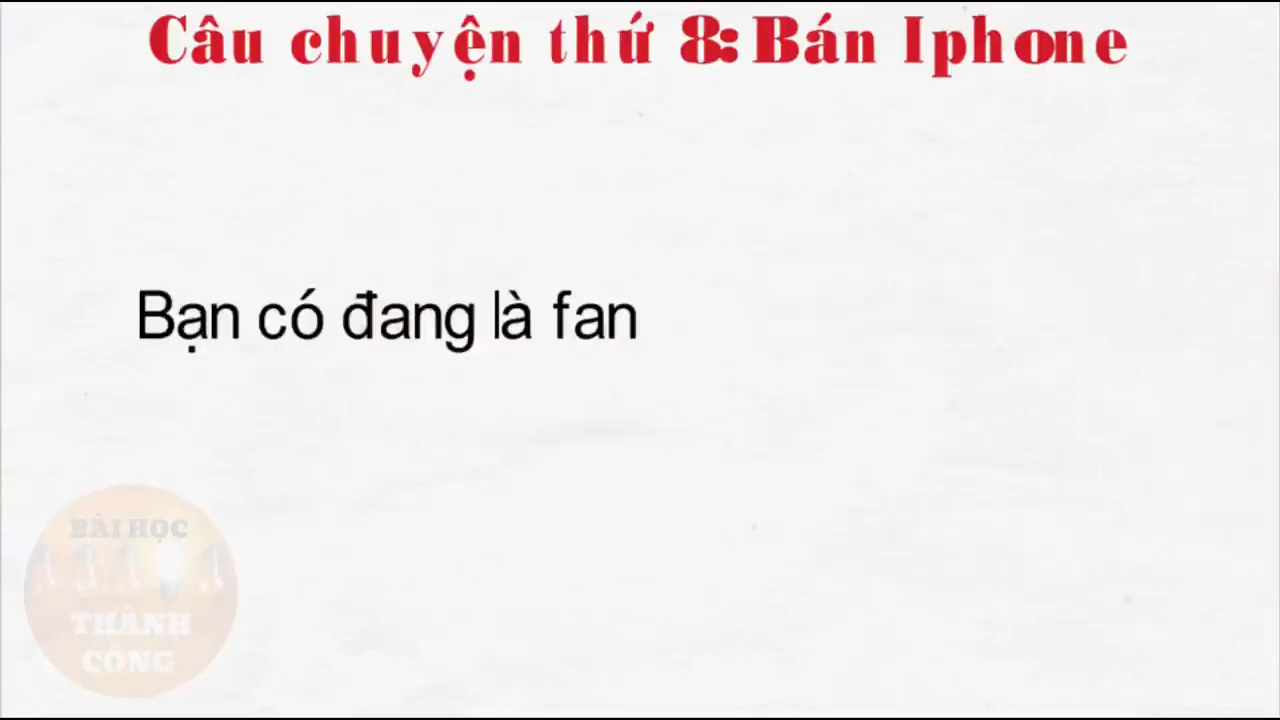 Câu chuyện thứ 8: Bán Iphone
Bạn có đang là fan
BÀI HỌC
THÀNH
CÔNG